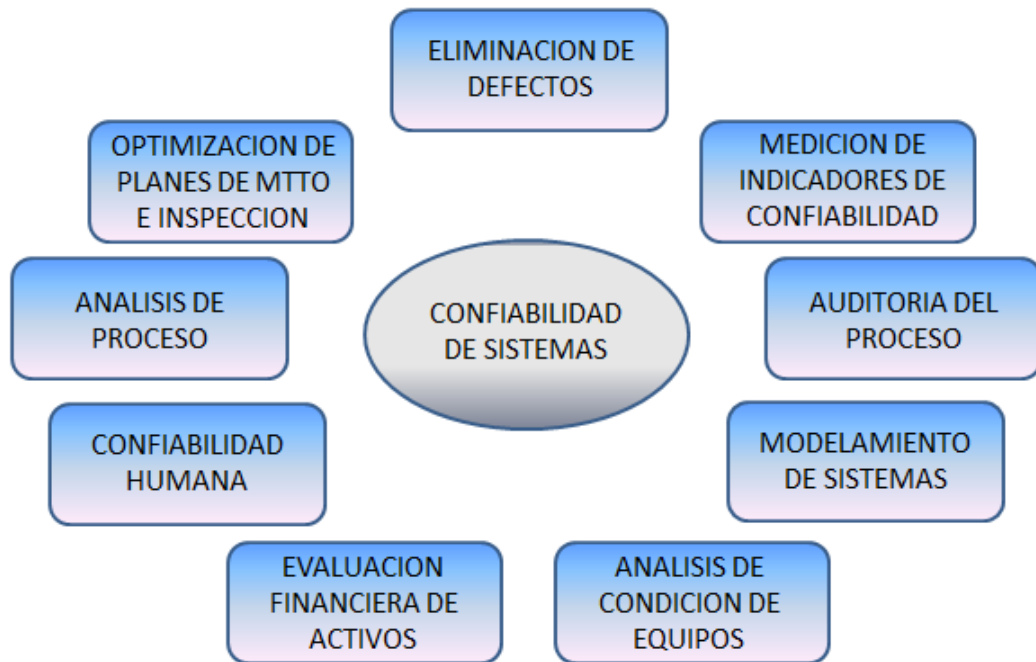 ELIMINACION DE
DEFECTOS
OPTIMIZACION DE
PLANES DE MTTO
E INSPECCION
MEDICION DE
INDICADORES DE
CONFIABILIDAD
ANALISIS DE
PROCESO
CONFIABILIDAD
DE SISTEMAS
AUDITORIA DEL
PROCESO
CONFIABILIDAD
HUMANA
MODELAMIENTO
DE SISTEMAS
EVALUACION
FINANCIERA DE
ACTIVOS
ANALISIS DE
CONDICION DE
EQUIPOS